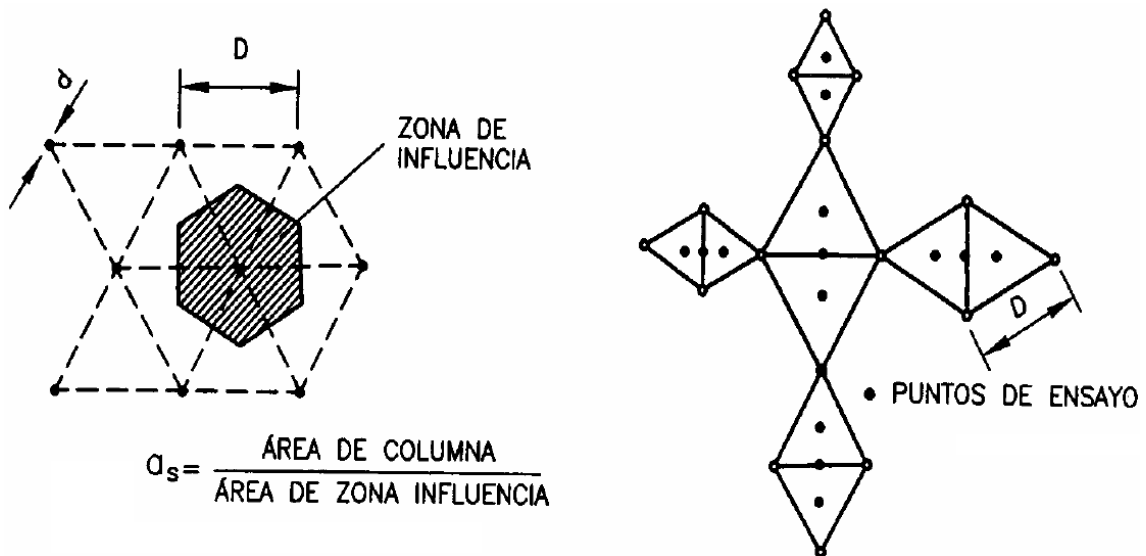 d
D
ZONA DE
INFLUENCIA
a_s = ÁREA DE COLUMNA
ÁREA DE ZONA INFLUENCIA
D
PUNTOS DE ENSAYO